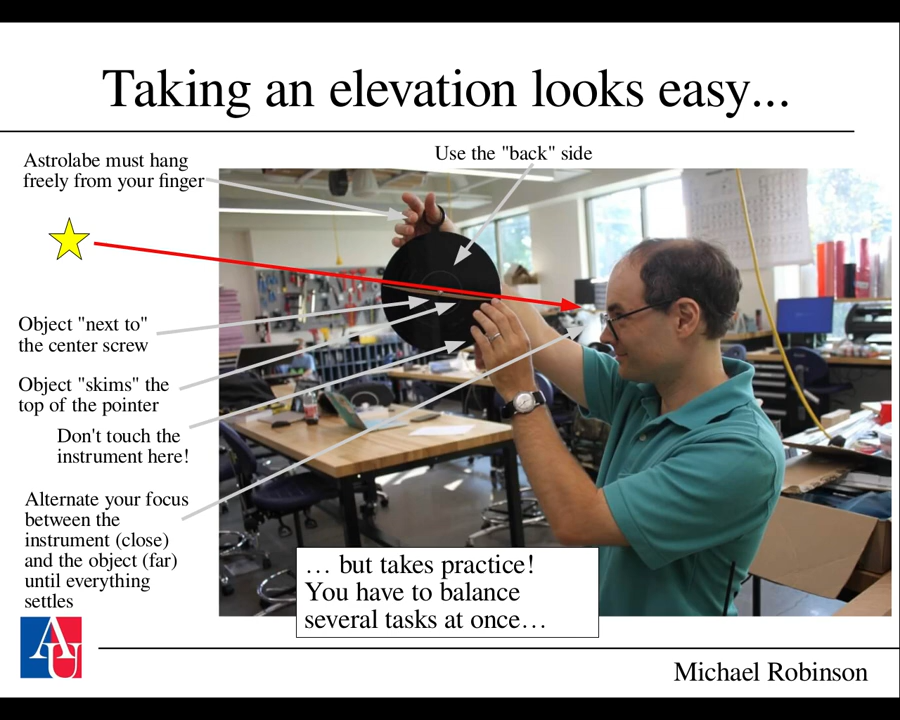 Taking an elevation looks easy...
Astrolabe must hang
freely from your finger
Use the "back" side
Object "next to"
the center screw
Object "skims" the
top of the pointer
Don't touch the
instrument here!
Alternate your focus
between the
instrument (close)
and the object (far)
until everything
settles
… but takes practice!
You have to balance
several tasks at once…
AU
Michael Robinson